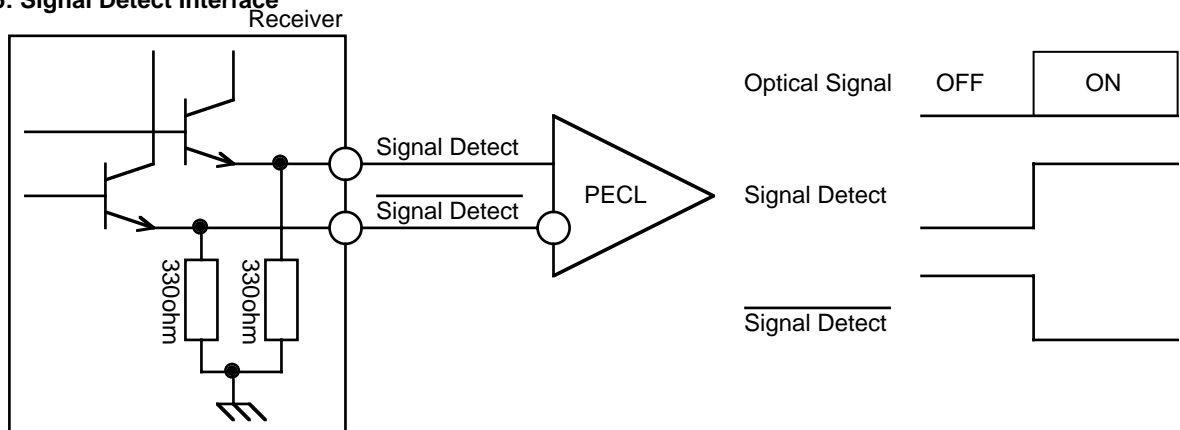 Signal Detect Interface
Receiver
Signal Detect
Signal Detect
PECL
330ohm
330ohm
Optical Signal OFF ON
Signal Detect
Signal Detect